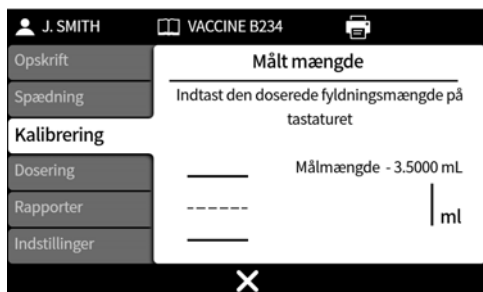 J. SMITH VACCINE B234
Opskrift
Spædning
Kalibrering
Dosering
Rapporter
Indstillinger
Målt mængde
Indtast den doserede fyldningsmængde på
tastaturet
Målmængde - 3.5000 mL
ml